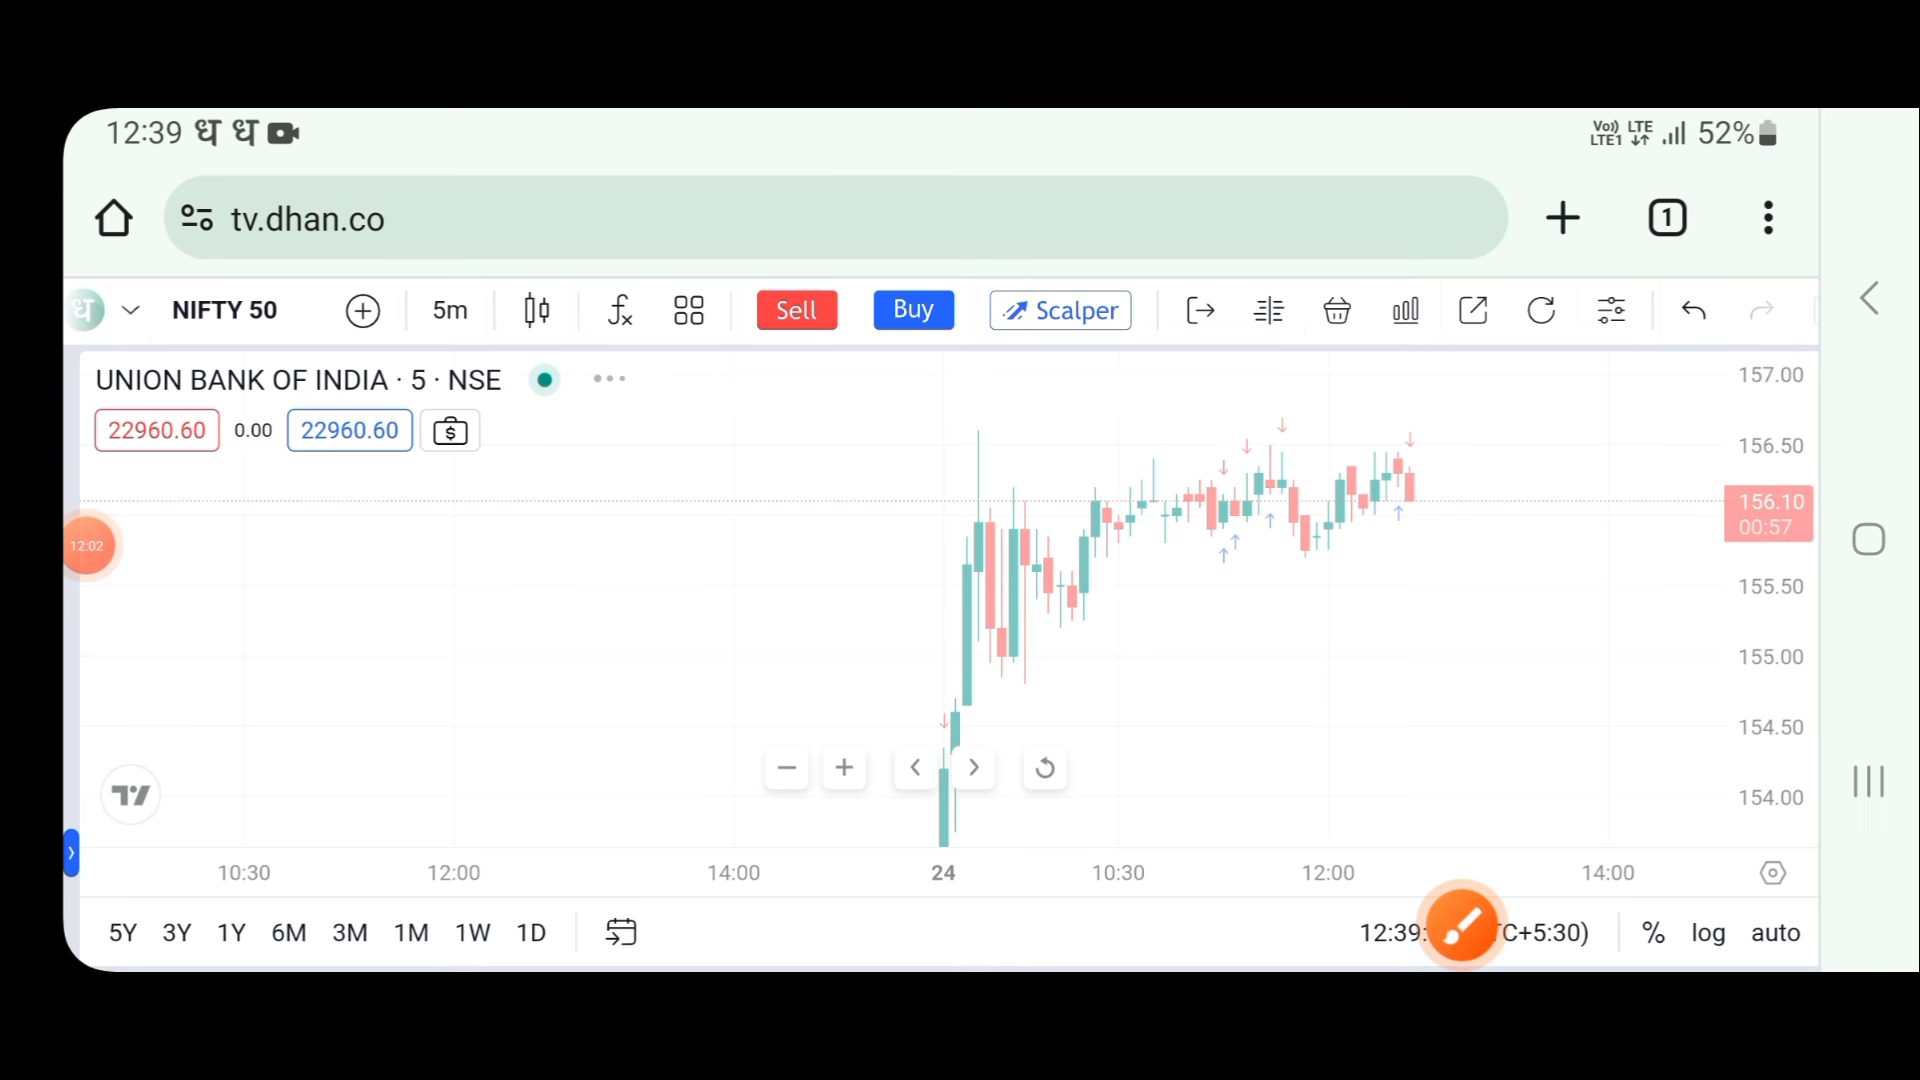 12:39 ध ध Vo)) LTE1 LTE 52%
tv.dhan.co 1
ध NIFTY 50 5m Sell Buy Scalper
UNION BANK OF INDIA · 5 · NSE
22960.60 0.00 22960.60
157.00
156.50
156.10
00:57
12:02
155.50
155.00
154.50
154.00
10:30 12:00 14:00 24 10:30 12:00 14:00
5Y 3Y 1Y 6M 3M 1M 1W 1D 12:39: C+5:30) % log auto